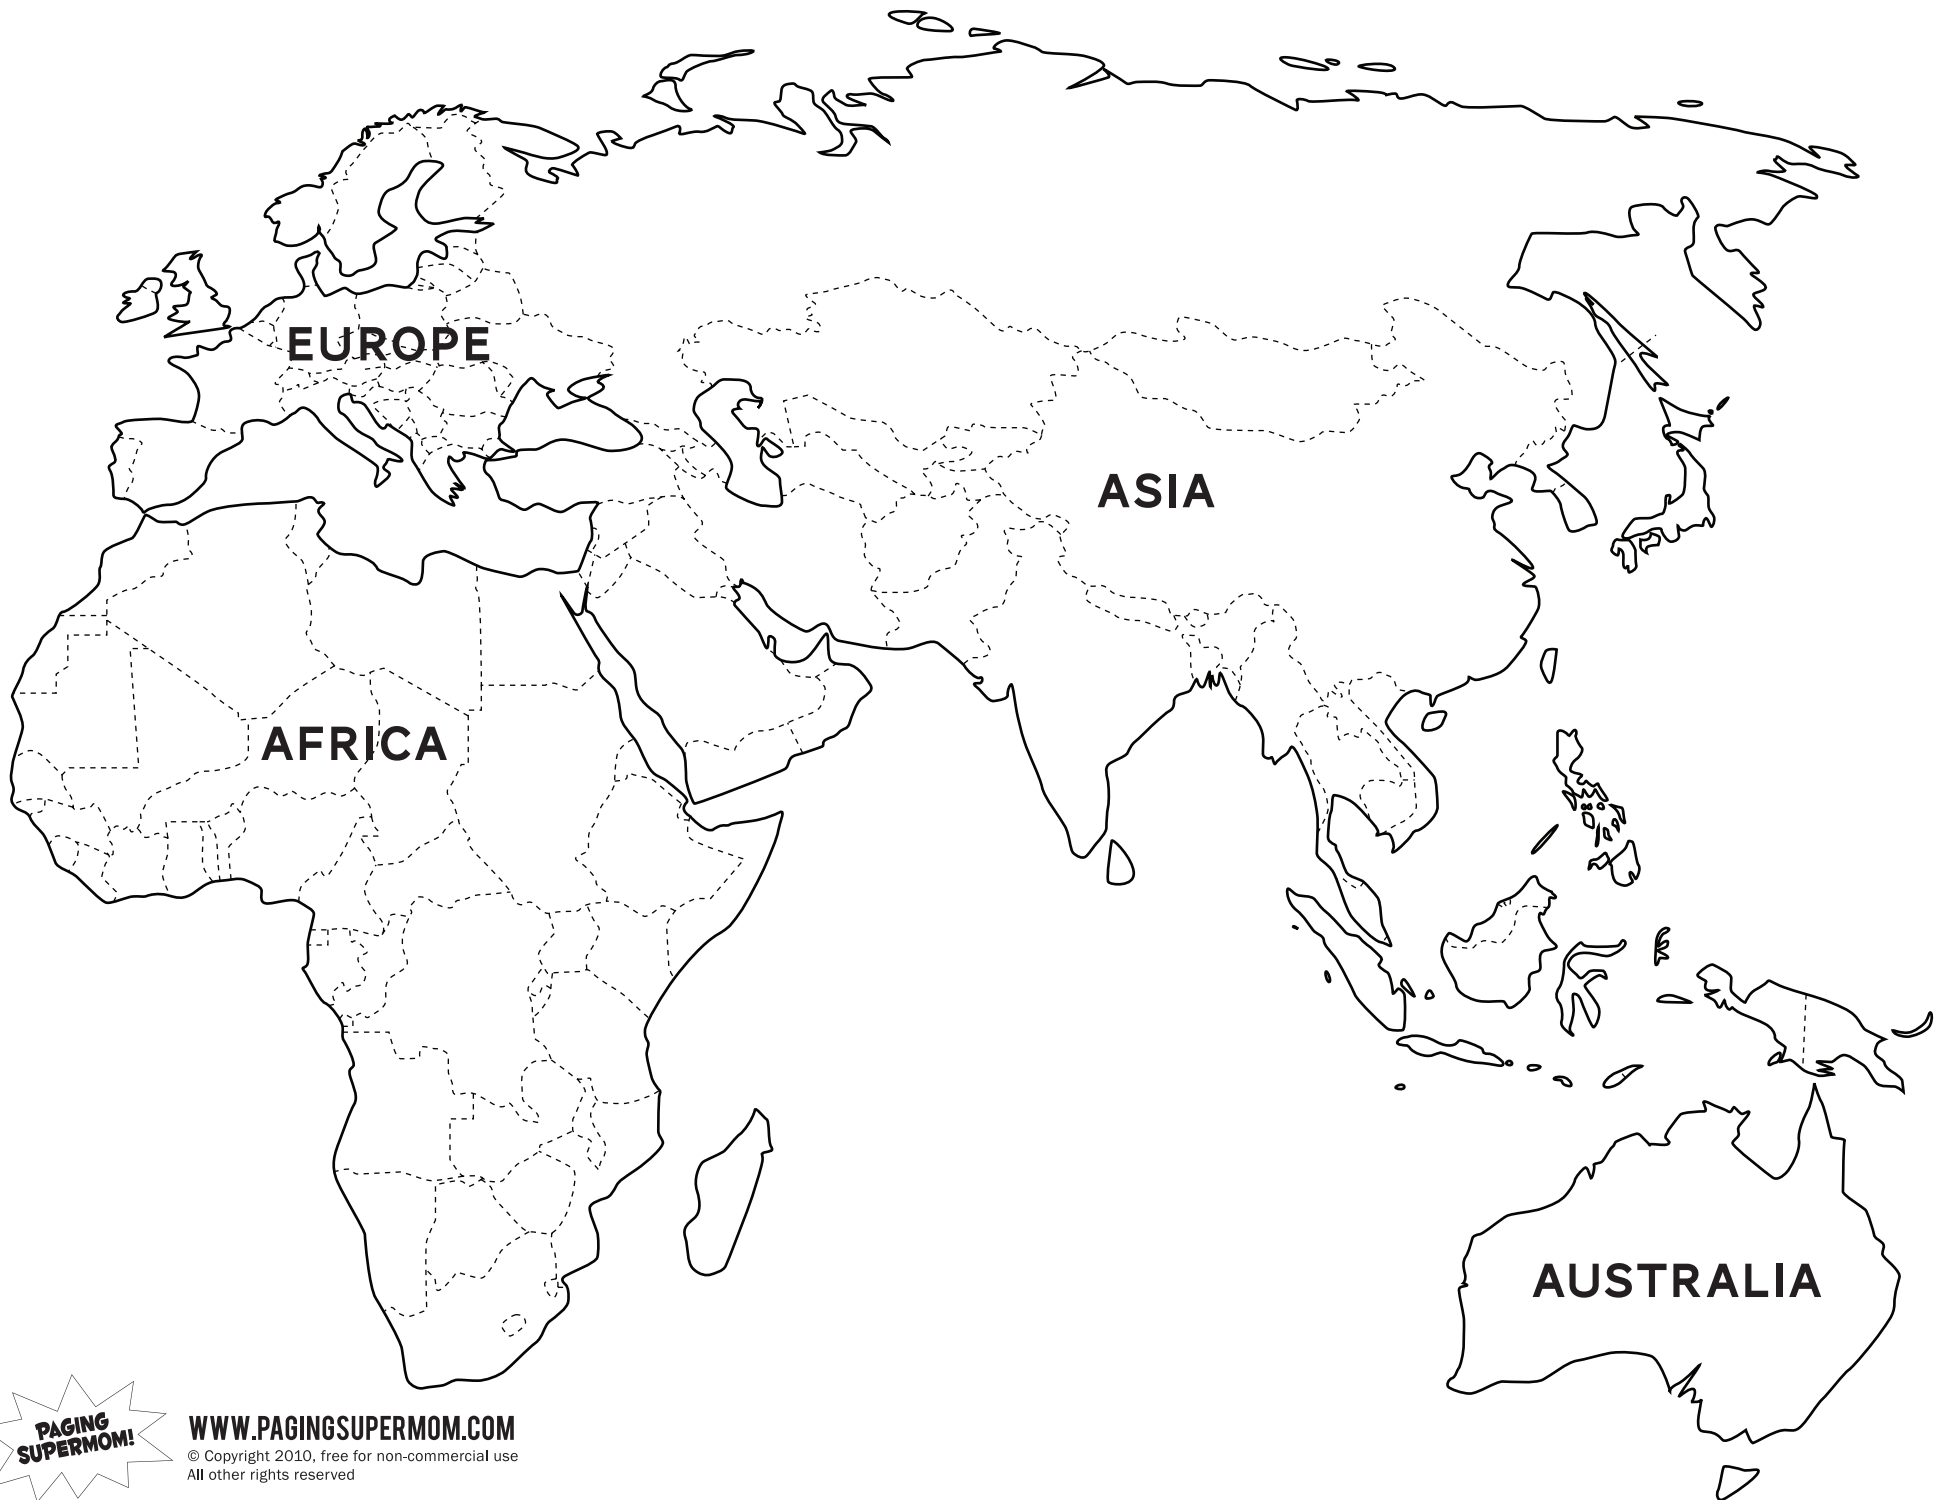 EUROPE
ASIA
AFRICA
AUSTRALIA
PAGING
SUPERMOM!
WWW.PAGINGSUPERMOM.COM
© Copyright 2010, free for non-commercial use
All other rights reserved